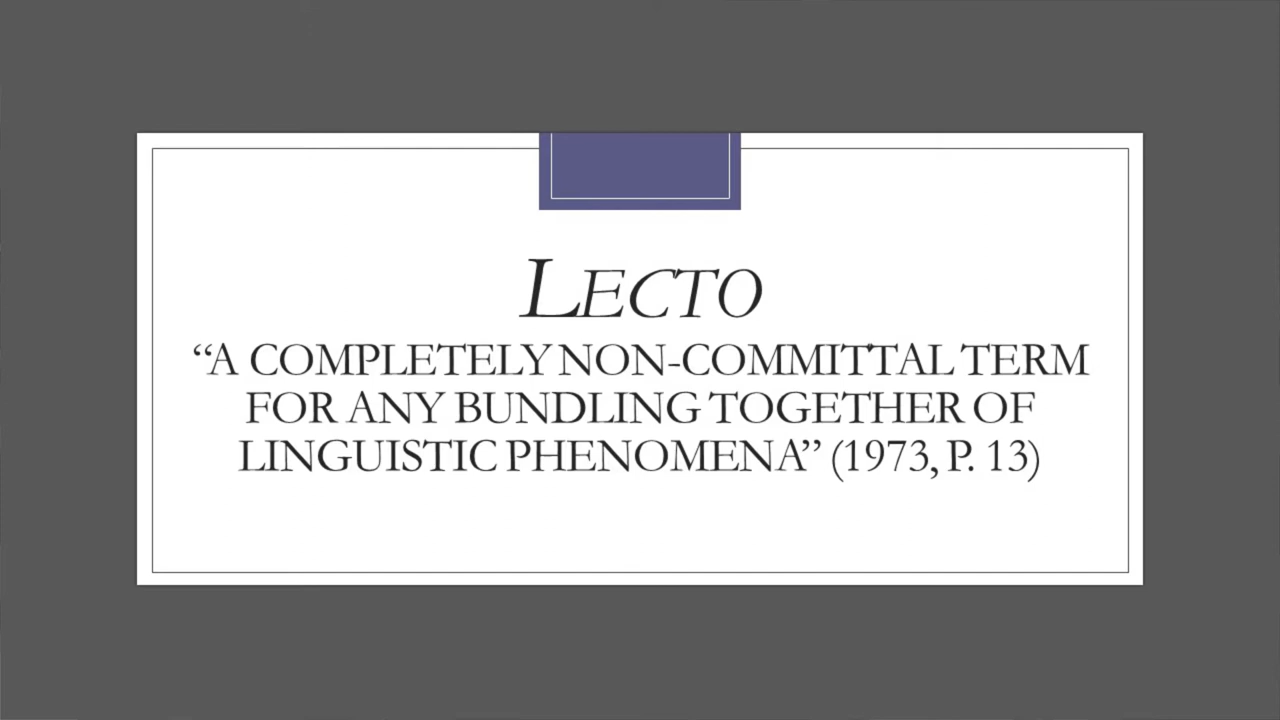 LECTO
“A COMPLETELY NON-COMMITTAL TERM
FOR ANY BUNDLING TOGETHER OF
LINGUISTIC PHENOMENA” (1973, P. 13)